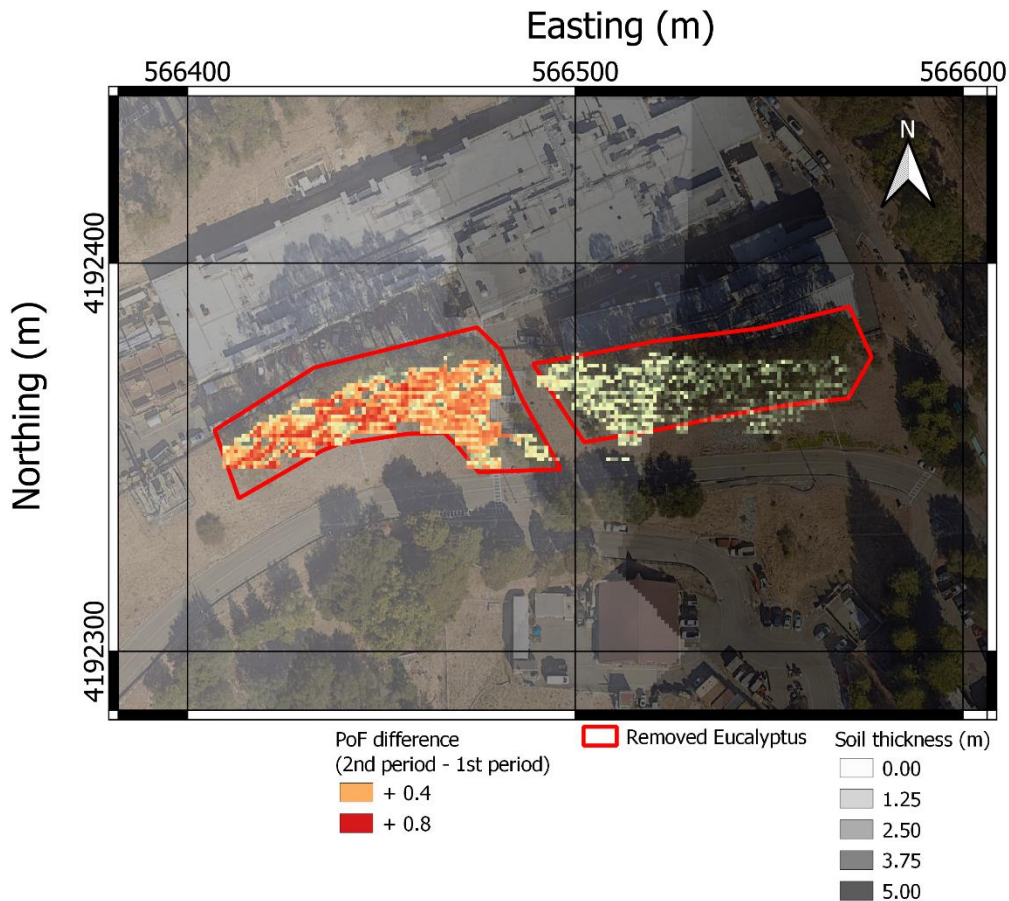 Easting (m)
566400 566500 566600
N
Northing (m)
4192400
4192300
PoF difference
(2nd period - 1st period)
+ 0.4
+ 0.8
Removed Eucalyptus
Soil thickness (m)
0.00
1.25
2.50
3.75
5.00